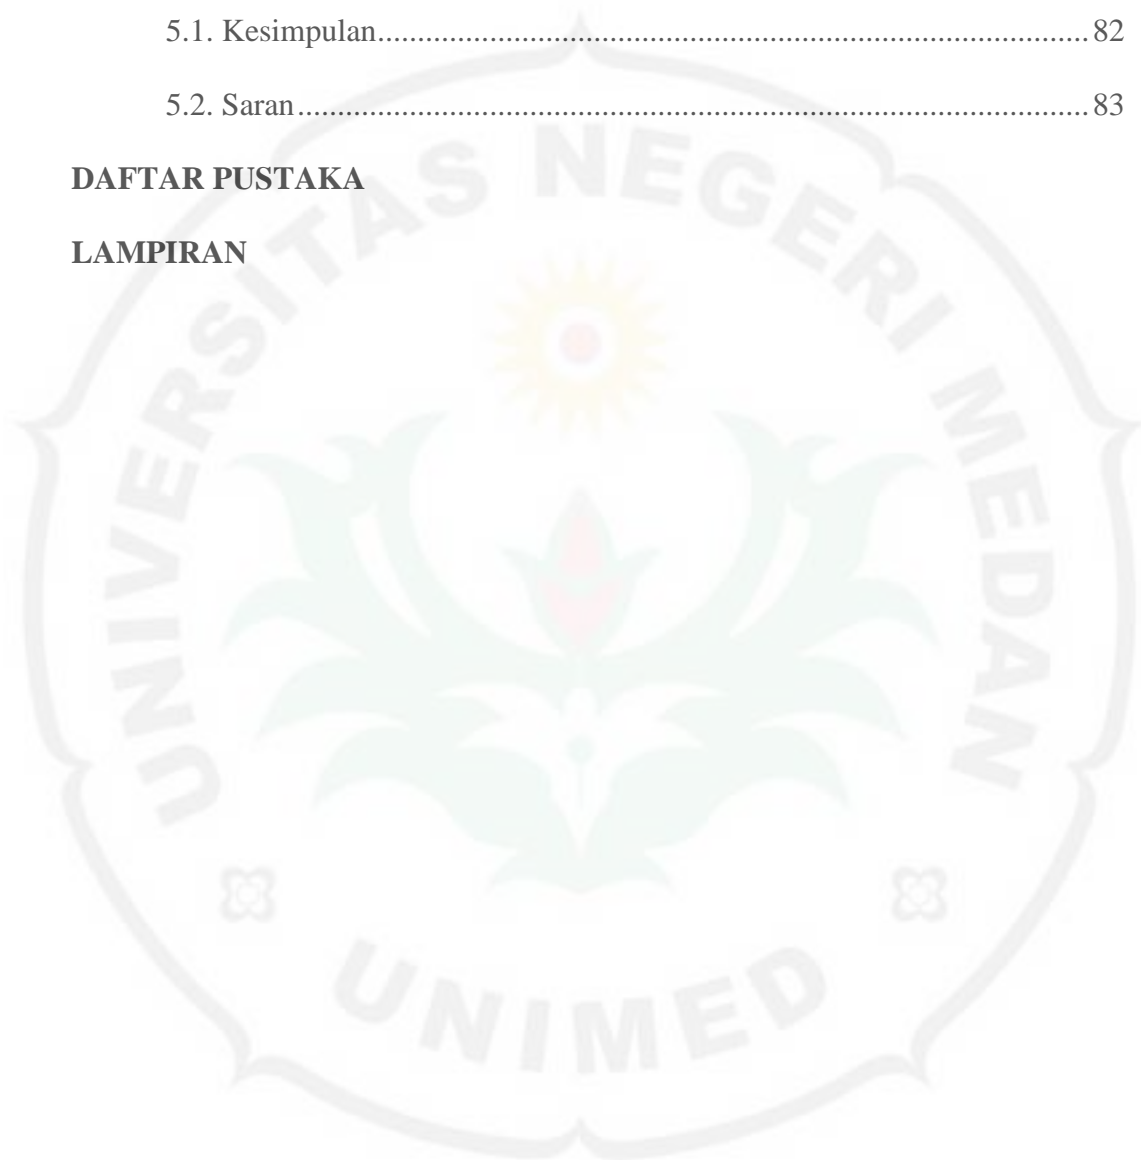 5.1. Kesimpulan.......................................................................................... 82
5.2. Saran.................................................................................................... 83
DAFTAR PUSTAKA
LAMPIRAN
UNIVERSITAS NEGERI MEDAN
UNIMED